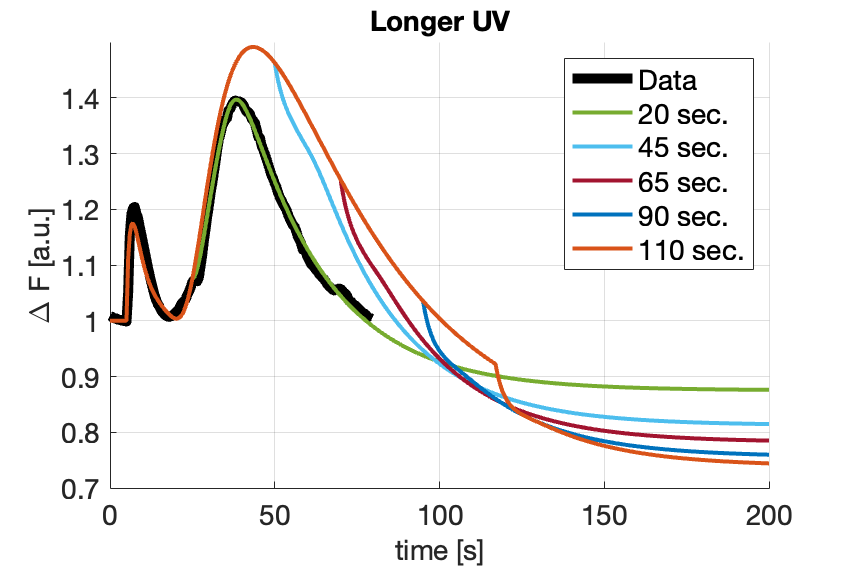 Longer UV
Δ F [a.u.]
1.4
1.3
1.2
1.1
1
0.9
0.8
0.7
0
50
100
150
200
time [s]
Data
20 sec.
45 sec.
65 sec.
90 sec.
110 sec.